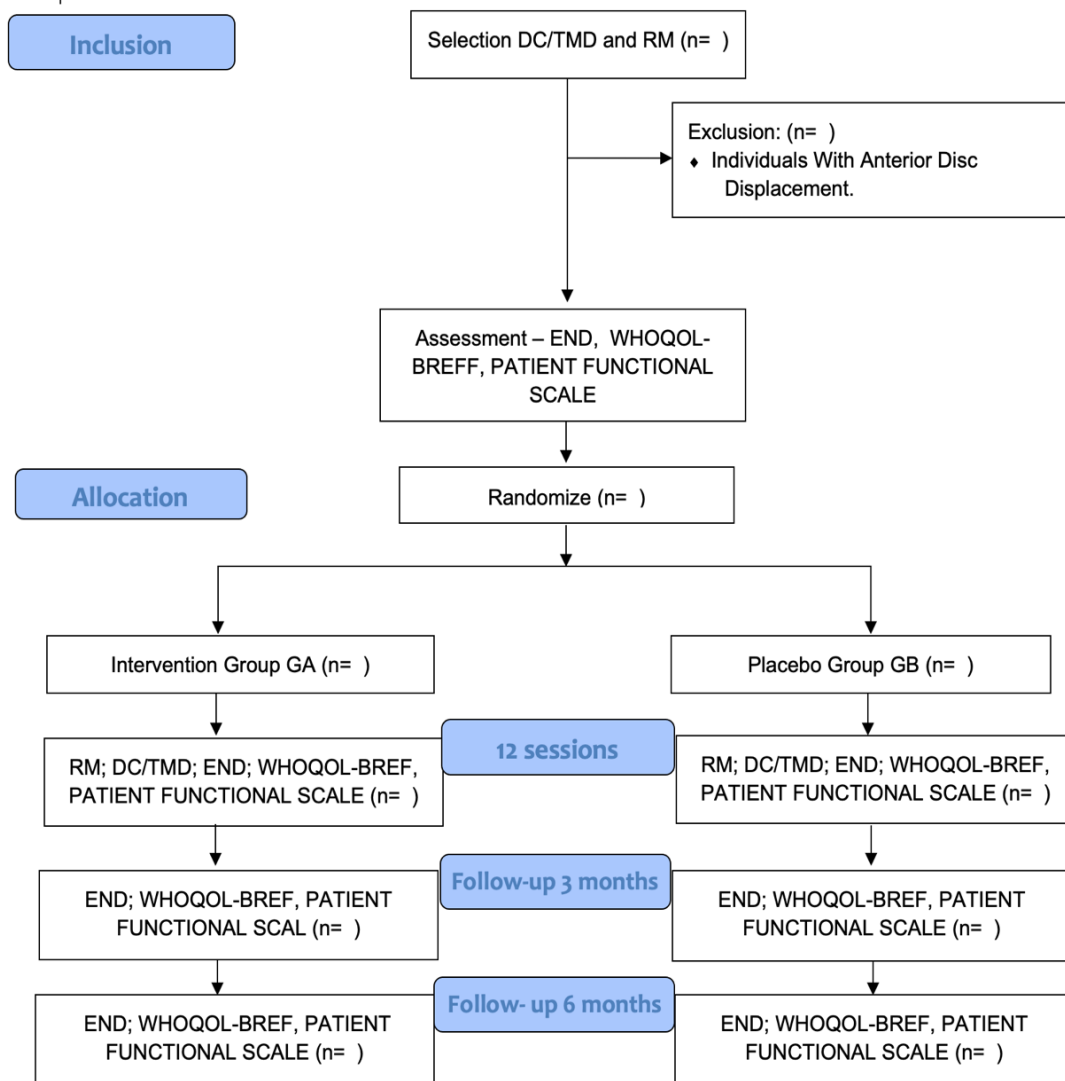 Inclusion
Selection DC/TMD and RM (n=  )
Exclusion: (n=  )
♦ Individuals With Anterior Disc
Displacement.
Assessment – END,  WHOQOL-
BREFF, PATIENT FUNCTIONAL
SCALE
Allocation
Randomize (n=  )
Intervention Group GA (n=  )
Placebo Group GB (n=  )
12 sessions
RM; DC/TMD; END; WHOQOL-BREF,
PATIENT FUNCTIONAL SCALE (n=  )
RM; DC/TMD; END; WHOQOL-BREF,
PATIENT FUNCTIONAL SCALE (n=  )
Follow-up 3 months
END; WHOQOL-BREF, PATIENT
FUNCTIONAL SCAL (n=  )
END; WHOQOL-BREF, PATIENT
FUNCTIONAL SCALE (n=  )
Follow- up 6 months
END; WHOQOL-BREF, PATIENT
FUNCTIONAL SCALE (n=  )
END; WHOQOL-BREF, PATIENT
FUNCTIONAL SCALE (n=  )